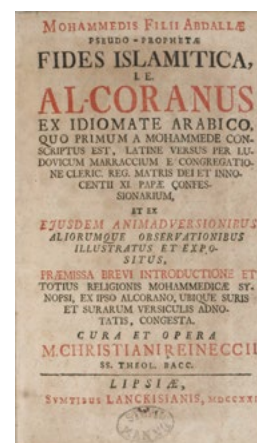 MOHAMMEDIS FILII ABDALLÆ
PSEUDO-PROPHETÆ
FIDES ISLAMITICA,
I. E.
AL-CORANUS
EX IDIOMATE ARABICO,
QUO PRIMUM A MOHAMMEDE CON-
SCRIPTUS EST, LATINE VERSUS PER LU-
DOVICUM MARRACCIUM E CONGREGATIO-
NE CLERIC. REG. MATRIS DEI ET INNO-
CENTII XI. PAPÆ CONFES-
SIONARIUM,
ET EX
EJUSDEM ANIMADVERSIONIBUS
ALIORUMQUE OBSERVATIONIBUS
ILLUSTRATUS ET EXPO-
SITUS,
PRÆMISSA BREVI INTRODUCTIONE ET
TOTIUS RELIGIONIS MOHAMMEDICÆ SY-
NOPSI, EX IPSO ALCORANO, UBIQUE SURIS
ET SURARUM VERSICULIS ADNO-
TATIS, CONGESTA.
CURA ET OPERA
M. CHRISTIANI REINECCII
SS. THEOL. BACC.
LIPSIÆ,
SUMTIBUS LANCKISIANIS, MDCCXXI